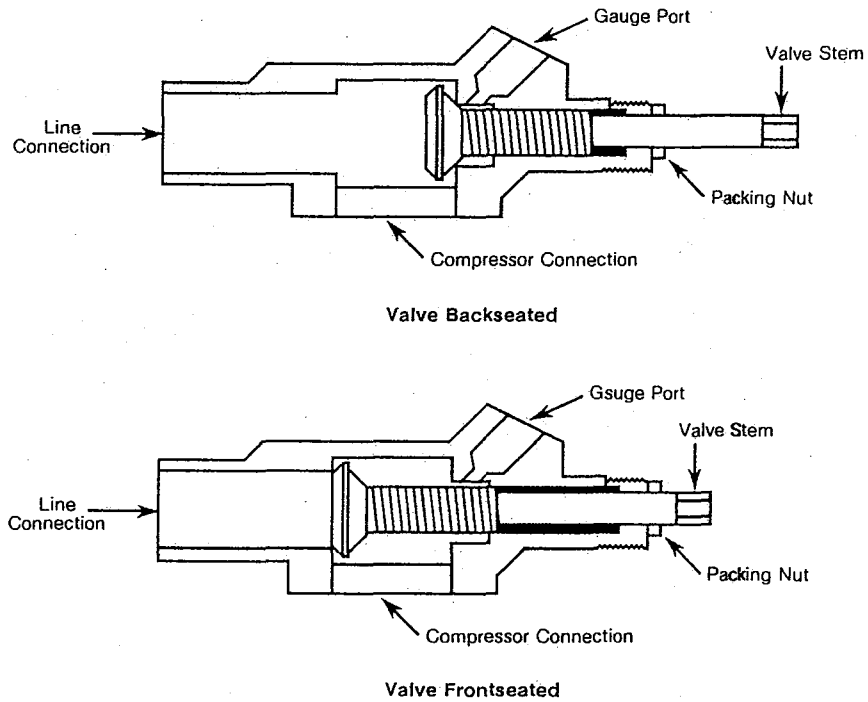 Gauge Port
Valve Stem
Line
Connection
Packing Nut
Compressor Connection
Valve Backseated
Gsuge Port
Valve Stem
Line
Connection
Packing Nut
Compressor Connection
Valve Frontseated